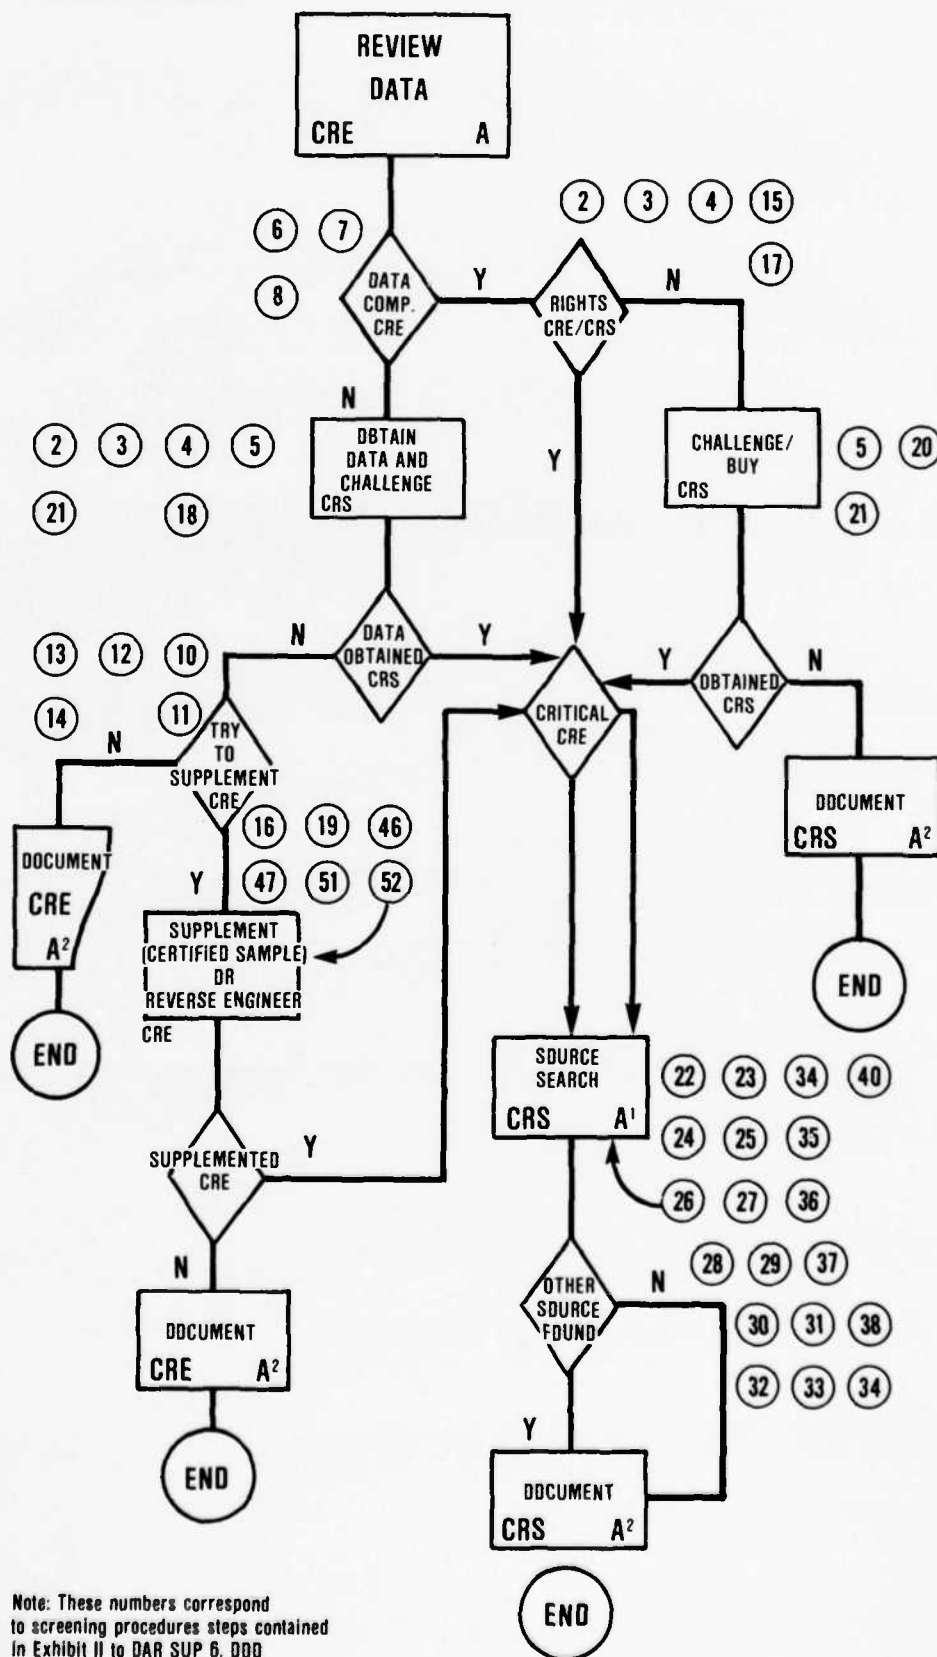 REVIEW
DATA
CRE A
2 3 4 15
17
6 7
8
DATA
COMP.
CRE
Y
RIGHTS
CRE/CRS
N
N
Y
2 3 4 5
21 18
OBTAIN
DATA AND
CHALLENGE
CRS
CHALLENGE/
BUY
CRS
5 20
21
13 12 10
14 11
N
DATA
OBTAINED
CRS
Y
CRITICAL
CRE
Y
OBTAINED
CRS
N
N
TRY
TO
SUPPLEMENT
CRE
DOCUMENT
CRS A²
END
16 19 46
47 51 52
Y
DOCUMENT
CRE
A²
END
SUPPLEMENT
(CERTIFIED SAMPLE)
OR
REVERSE ENGINEER
CRE
SOURCE
SEARCH
CRS A¹
22 23 34 40
24 25 35
26 27 36
SUPPLEMENTED
CRE
Y
N
28 29 37
30 31 38
32 33 34
OTHER
SOURCE
FOUND
N
Y
DOCUMENT
CRE A²
END
DOCUMENT
CRS A²
END
Note: These numbers correspond
to screening procedures steps contained
in Exhibit II to DAR SUP 6, DOD